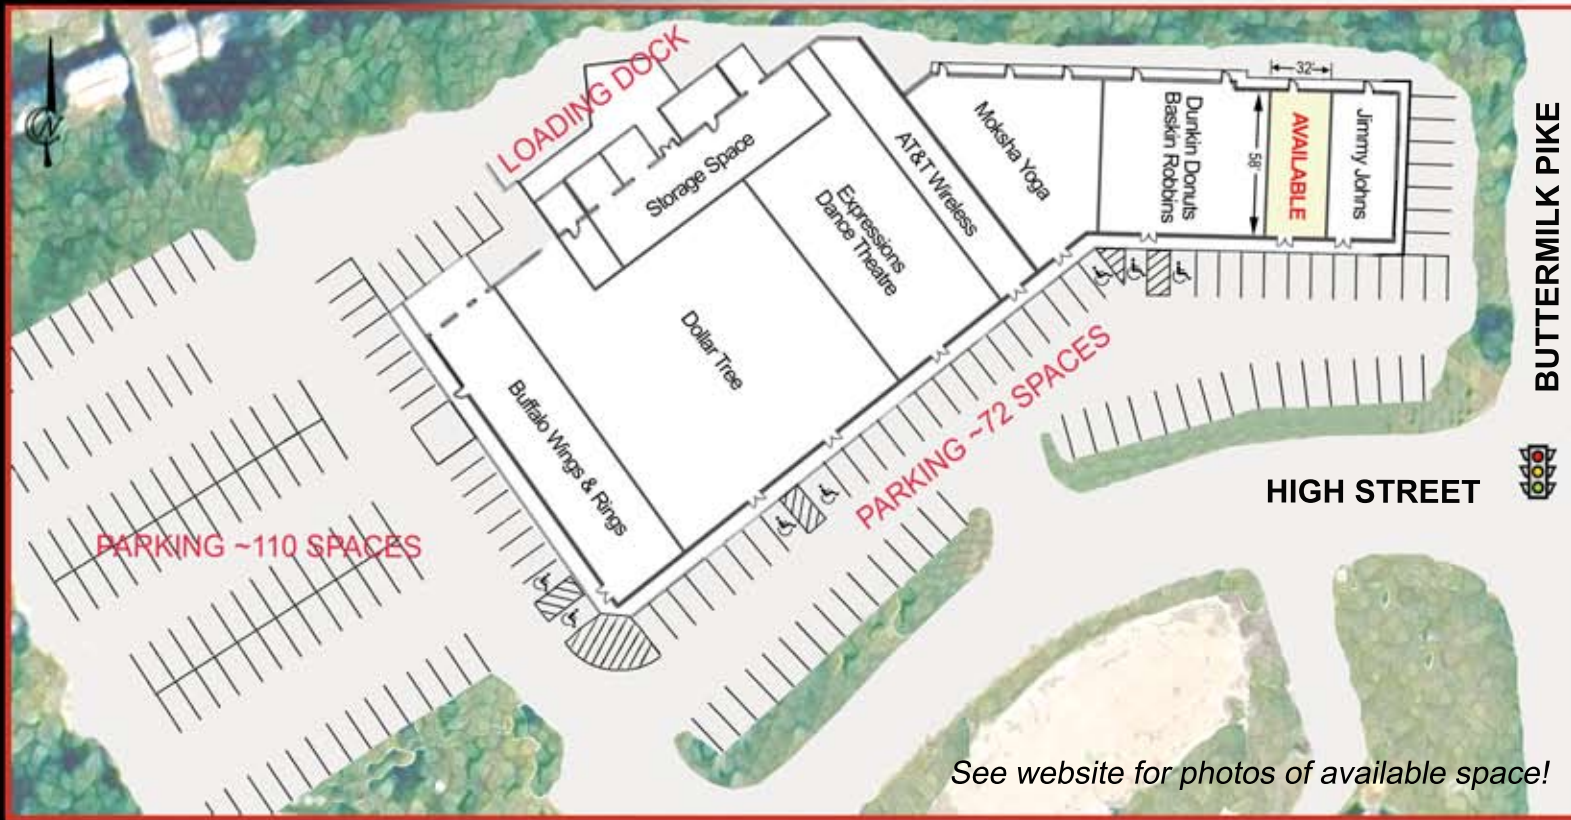 LOADING DOCK
32'
Storage Space
AT&T Wireless
Moksha Yoga
Dunkin Donuts
Baskin Robbins
58'
AVAILABLE
Jimmy Johns
BUTTERMILK PIKE
Expressions
Dance Theatre
Dollar Tree
Buffalo Wings & Rings
PARKING ~72 SPACES
HIGH STREET
PARKING ~110 SPACES
See website for photos of available space!